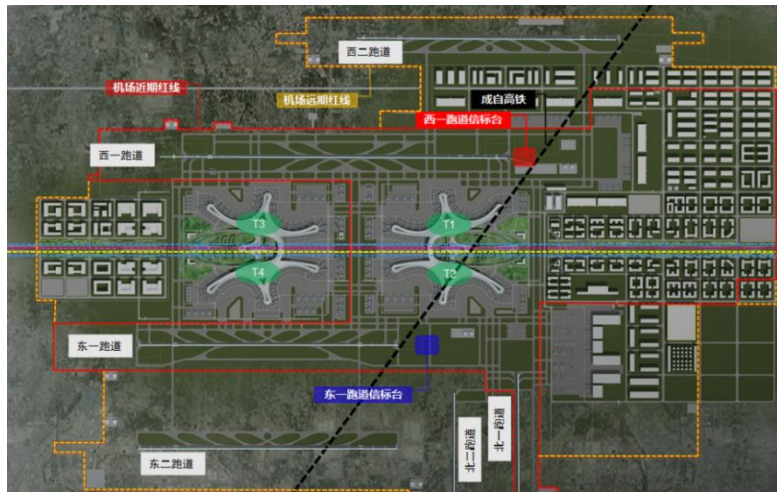 西二跑道
机场近期红线
机场远期红线
成自高铁
西一跑道信标台
西一跑道
T3
T1
T4
T2
东一跑道
东一跑道信标台
北一跑道
北二跑道
东二跑道